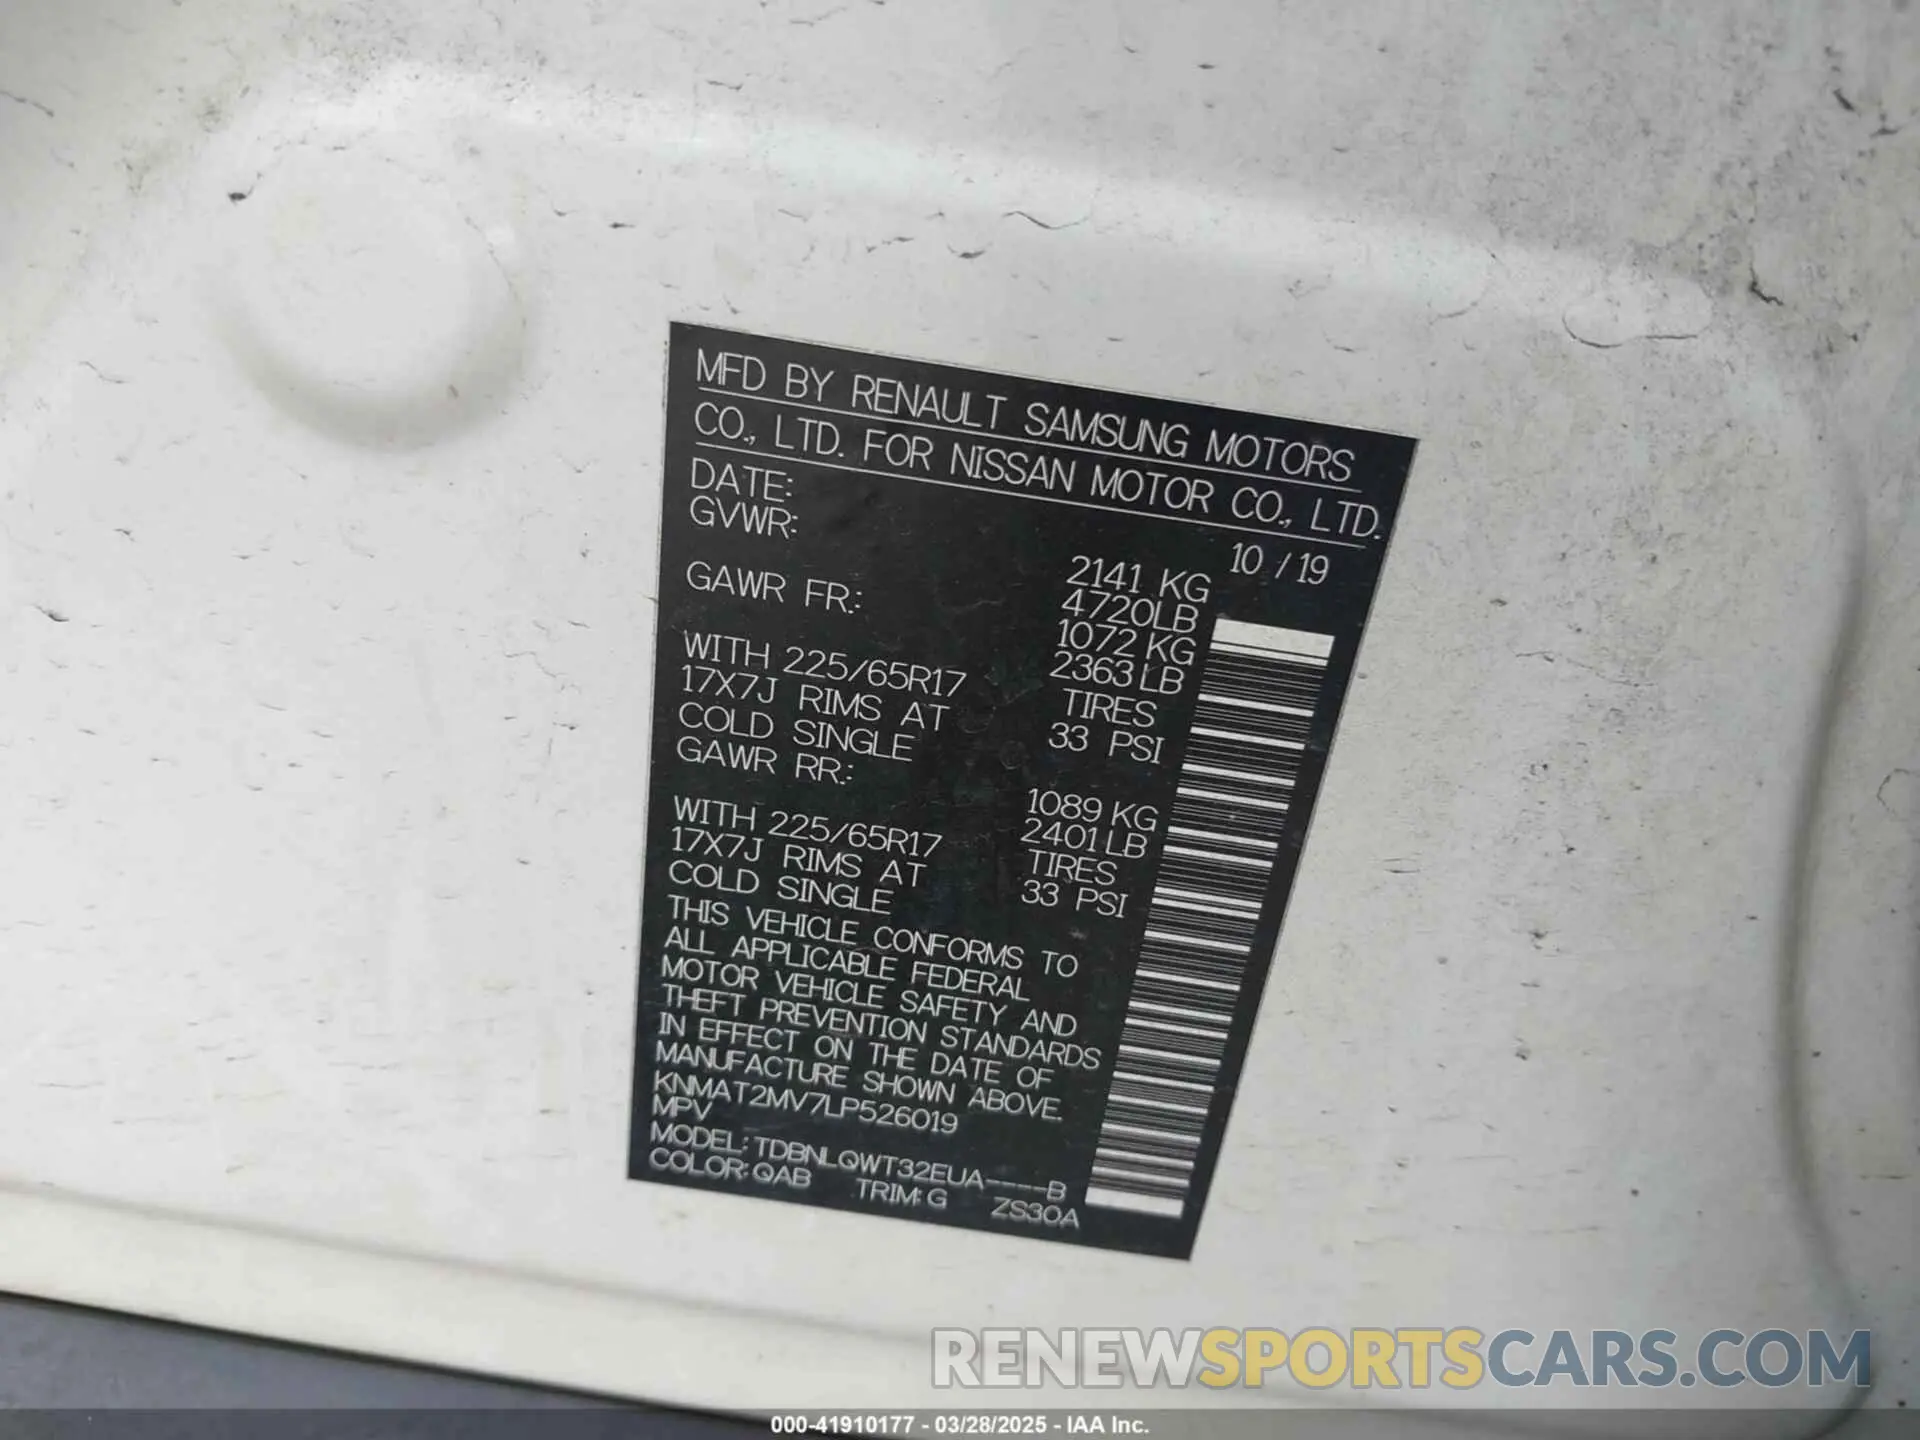 MFD BY RENAULT SAMSUNG MOTORS
CO., LTD. FOR NISSAN MOTOR CO., LTD.
DATE: 10 / 19
GVWR: 2141 KG
4720LB
GAWR FR.: 1072 KG
2363 LB
WITH 225/65R17 TIRES
17X7J RIMS AT 33 PSI
COLD SINGLE
GAWR RR.: 1089 KG
2401 LB
WITH 225/65R17 TIRES
17X7J RIMS AT 33 PSI
COLD SINGLE
THIS VEHICLE CONFORMS TO
ALL APPLICABLE FEDERAL
MOTOR VEHICLE SAFETY AND
THEFT PREVENTION STANDARDS
IN EFFECT ON THE DATE OF
MANUFACTURE SHOWN ABOVE.
KNMAT2MV7LP526019
MPV
MODEL: TDBNLQWT32EUA----B
COLOR: QAB TRIM: G ZS30A
RENEWSPORTSCARS.COM
000-41910177 - 03/28/2025 - IAA Inc.